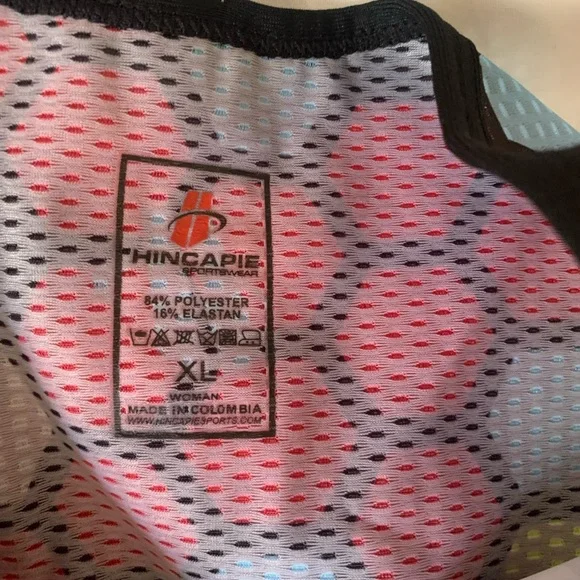 HINCAPIE
SPORTSWEAR
84% POLYESTER
16% ELASTAN
XL
WOMAN
MADE IN COLOMBIA
WWW.HINCAPIESPORTS.COM